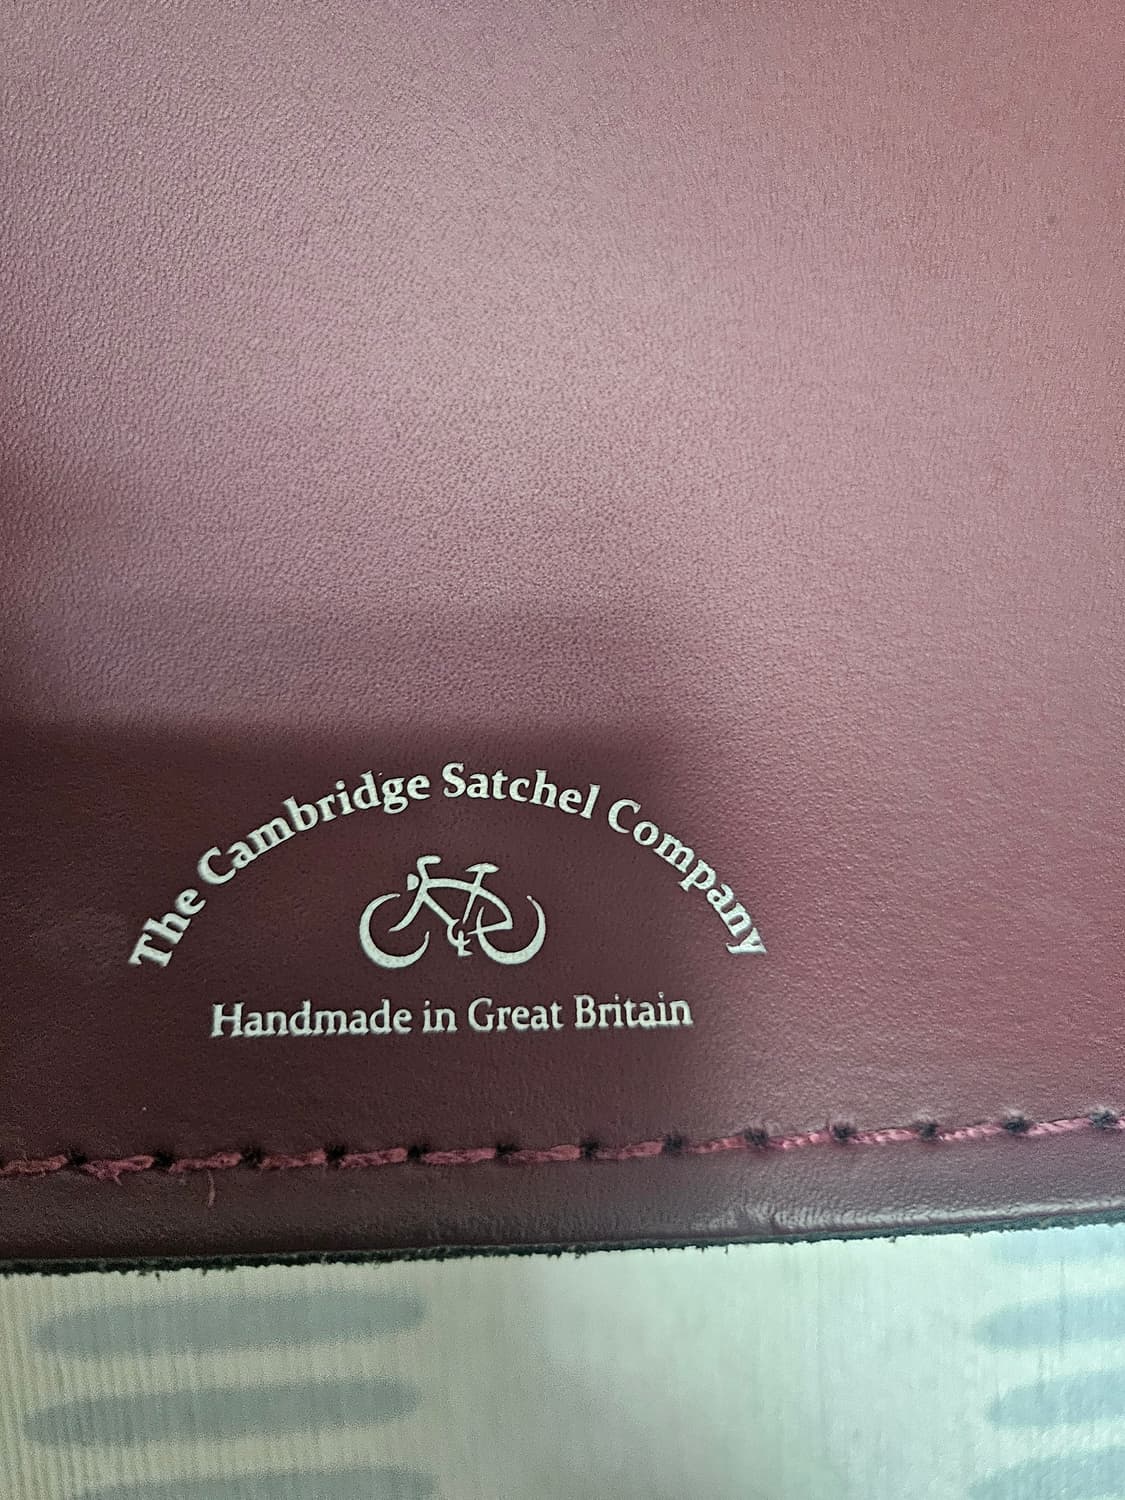 The Cambridge Satchel Company
Handmade in Great Britain